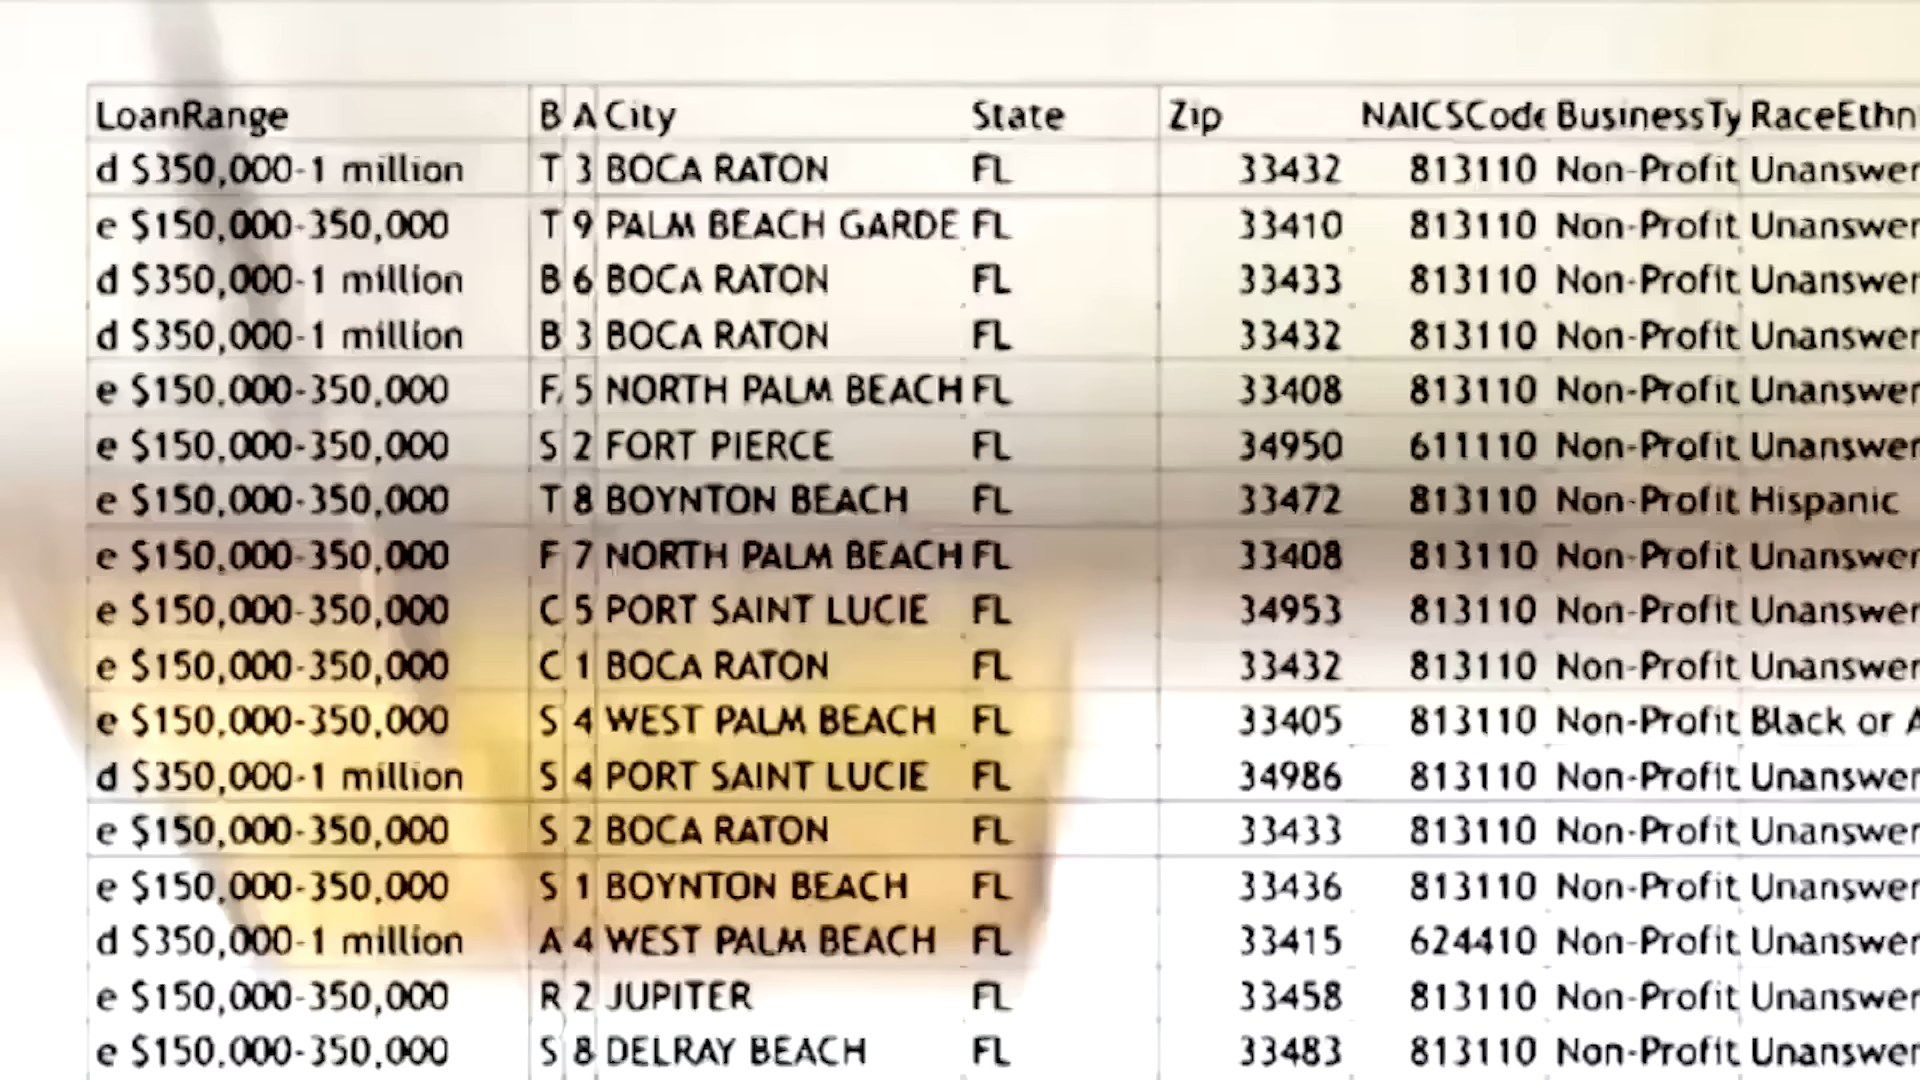 LoanRange B A City State Zip NAICSCode BusinessTy RaceEthn
d $350,000-1 million T 3 BOCA RATON FL 33432 813110 Non-Profit Unanswer
e $150,000-350,000 T 9 PALM BEACH GARDE FL 33410 813110 Non-Profit Unanswer
d $350,000-1 million B 6 BOCA RATON FL 33433 813110 Non-Profit Unanswer
d $350,000-1 million B 3 BOCA RATON FL 33432 813110 Non-Profit Unanswer
e $150,000-350,000 F 5 NORTH PALM BEACH FL 33408 813110 Non-Profit Unanswer
e $150,000-350,000 S 2 FORT PIERCE FL 34950 611110 Non-Profit Unanswer
e $150,000-350,000 T 8 BOYNTON BEACH FL 33472 813110 Non-Profit Hispanic
e $150,000-350,000 F 7 NORTH PALM BEACH FL 33408 813110 Non-Profit Unanswer
e $150,000-350,000 C 5 PORT SAINT LUCIE FL 34953 813110 Non-Profit Unanswer
e $150,000-350,000 C 1 BOCA RATON FL 33432 813110 Non-Profit Unanswer
e $150,000-350,000 S 4 WEST PALM BEACH FL 33405 813110 Non-Profit Black or A
d $350,000-1 million S 4 PORT SAINT LUCIE FL 34986 813110 Non-Profit Unanswer
e $150,000-350,000 S 2 BOCA RATON FL 33433 813110 Non-Profit Unanswer
e $150,000-350,000 S 1 BOYNTON BEACH FL 33436 813110 Non-Profit Unanswer
d $350,000-1 million A 4 WEST PALM BEACH FL 33415 624410 Non-Profit Unanswer
e $150,000-350,000 R 2 JUPITER FL 33458 813110 Non-Profit Unanswer
e $150,000-350,000 S 8 DELRAY BEACH FL 33483 813110 Non-Profit Unanswer